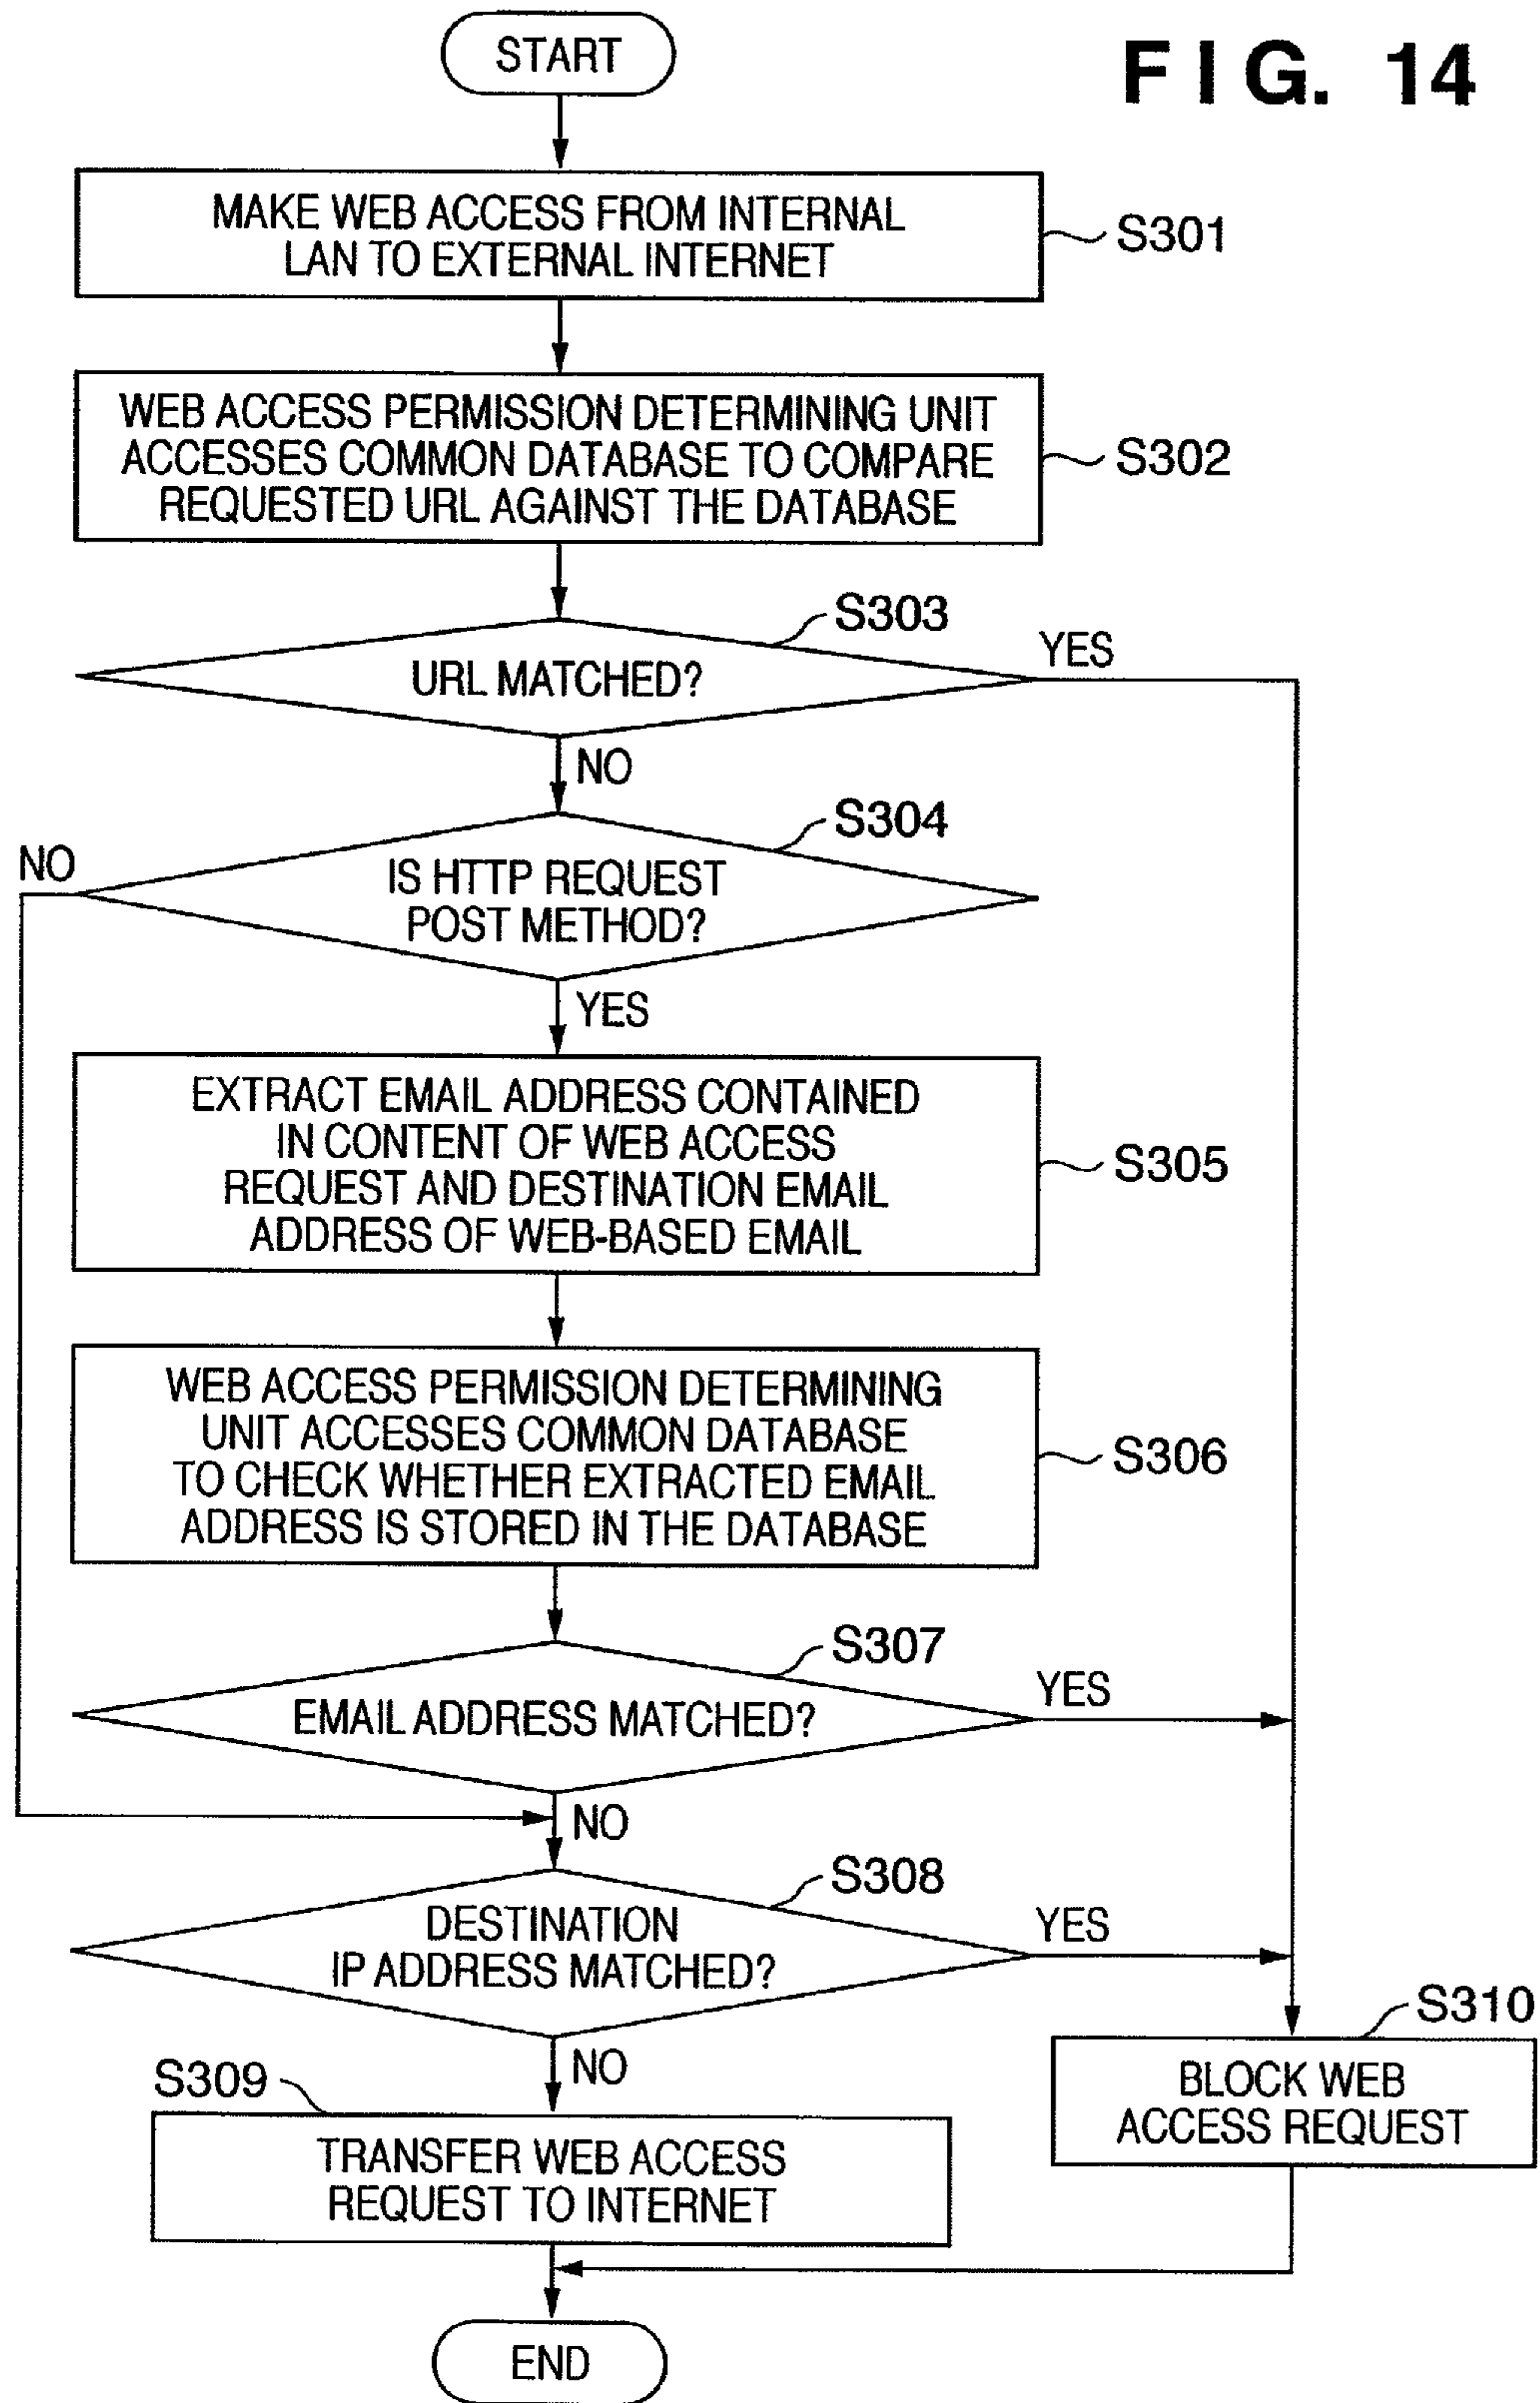 START
FIG. 14
MAKE WEB ACCESS FROM INTERNAL
LAN TO EXTERNAL INTERNET
S301
WEB ACCESS PERMISSION DETERMINING UNIT
ACCESSES COMMON DATABASE TO COMPARE
REQUESTED URL AGAINST THE DATABASE
S302
S303
URL MATCHED?
YES
NO
S304
NO
IS HTTP REQUEST
POST METHOD?
YES
EXTRACT EMAIL ADDRESS CONTAINED
IN CONTENT OF WEB ACCESS
REQUEST AND DESTINATION EMAIL
ADDRESS OF WEB-BASED EMAIL
S305
WEB ACCESS PERMISSION DETERMINING
UNIT ACCESSES COMMON DATABASE
TO CHECK WHETHER EXTRACTED EMAIL
ADDRESS IS STORED IN THE DATABASE
S306
S307
EMAIL ADDRESS MATCHED?
YES
NO
S308
DESTINATION
IP ADDRESS MATCHED?
YES
NO
S310
BLOCK WEB
ACCESS REQUEST
S309
TRANSFER WEB ACCESS
REQUEST TO INTERNET
END